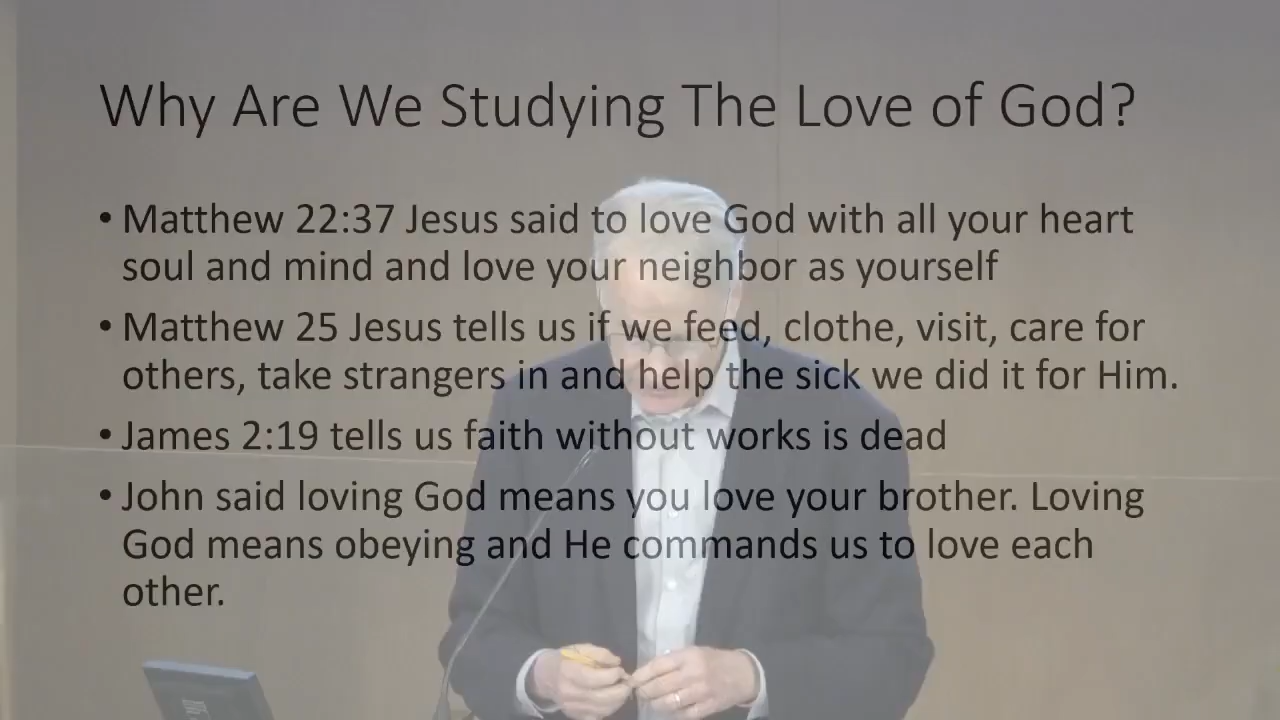 Why Are We Studying The Love of God?
• Matthew 22:37 Jesus said to love God with all your heart
soul and mind and love your neighbor as yourself
• Matthew 25 Jesus tells us if we feed, clothe, visit, care for
others, take strangers in and help the sick we did it for Him.
• James 2:19 tells us faith without works is dead
• John said loving God means you love your brother. Loving
God means obeying and He commands us to love each
other.